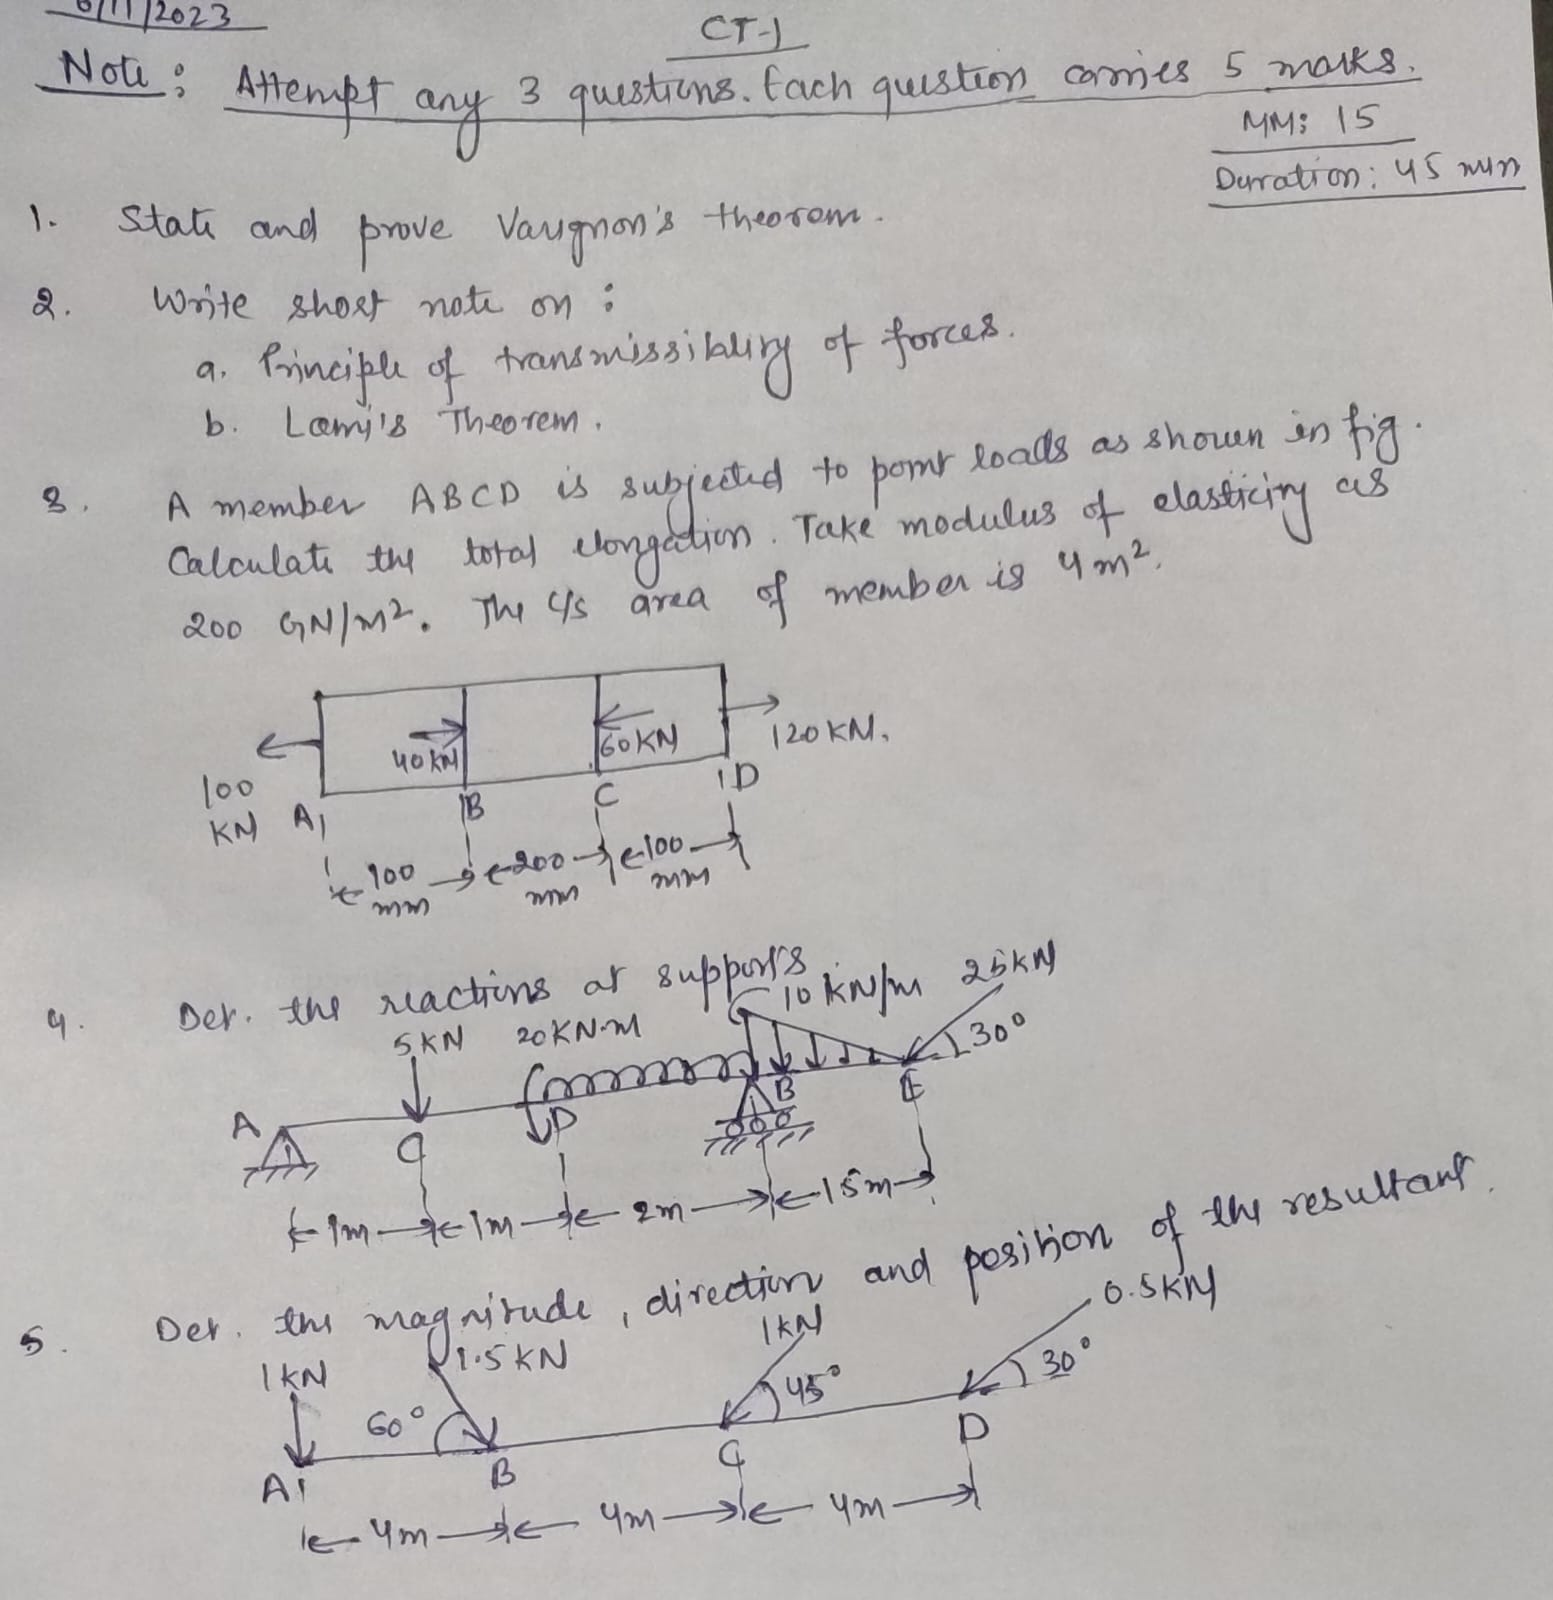 6/11/2023
CT-1
Note: Attempt any 3 questions. Each question carries 5 marks.
MM: 15
Duration: 45 min
1. State and prove Varignon's theorem.
2. Write short note on :
a. Principle of transmissibility of forces.
b. Lami's Theorem.
3. A member ABCD is subjected to point loads as shown in fig.
Calculate the total elongation. Take modulus of elasticity as
200 GN/m². The c/s area of member is 4 m².
100 KN
40 KN
60 KN
120 KN.
A B C D
100 mm 200 mm 100 mm
4. Det. the reactions at supports.
5 KN 20 KN.m 10 KN/m 25 KN
30°
A C D B E
1m 1m 2m 1.5m
5. Det. the magnitude, direction and position of the resultant.
1 KN 1.5 KN 1 KN 0.5 KN
60° 45° 30°
A B C D
4m 4m 4m